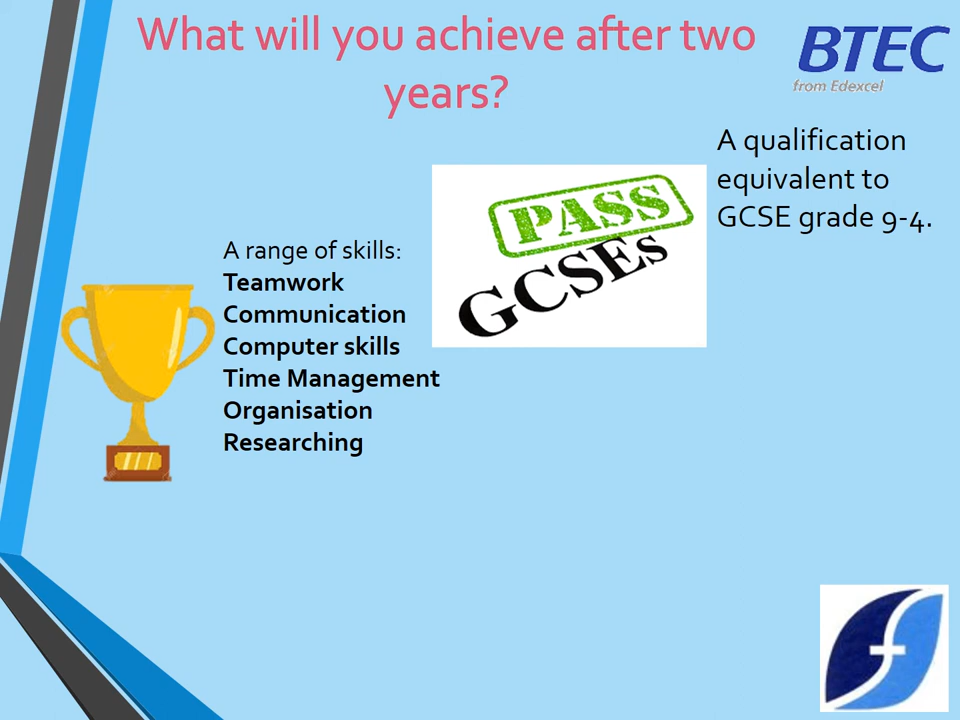 What will you achieve after two
years?
BTEC
from Edexcel
A qualification
equivalent to
GCSE grade 9-4.
PASS
GCSEs
A range of skills:
Teamwork
Communication
Computer skills
Time Management
Organisation
Researching
f